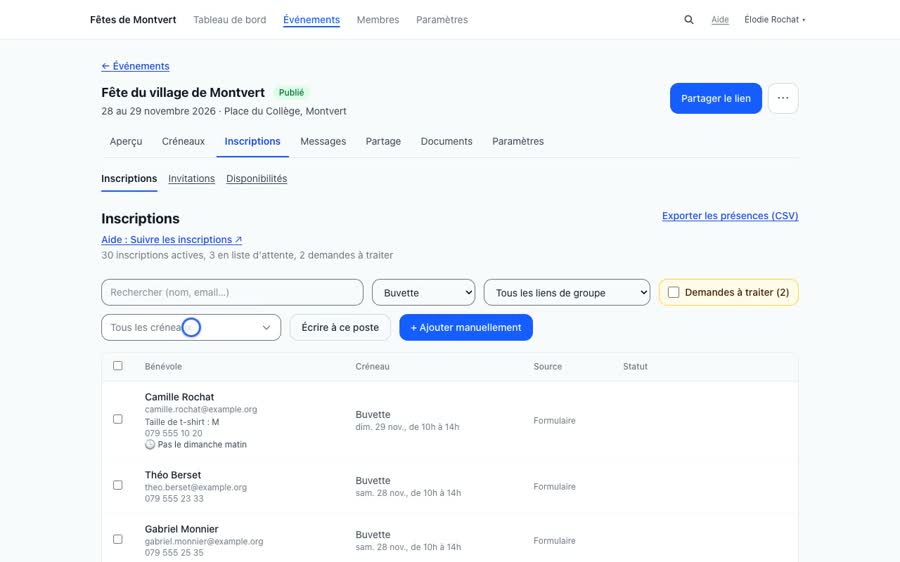 Fêtes de Montvert Tableau de bord Événements Membres Paramètres Aide Élodie Rochat
← Événements
Fête du village de Montvert Publié
28 au 29 novembre 2026 · Place du Collège, Montvert
Partager le lien ···
Aperçu Créneaux Inscriptions Messages Partage Documents Paramètres
Inscriptions Invitations Disponibilités
Inscriptions
Exporter les présences (CSV)
Aide : Suivre les inscriptions ↗
30 inscriptions actives, 3 en liste d'attente, 2 demandes à traiter
Rechercher (nom, email...) Buvette Tous les liens de groupe Demandes à traiter (2)
Tous les Écrire à ce poste + Ajouter manuellement
Bénévole Créneau Source Statut
Camille Rochat
camille.rochat@example.org
Taille de t-shirt : M
079 555 10 20
Pas le dimanche matin
Buvette
dim. 29 nov., de 10h à 14h
Formulaire
Théo Berset
theo.berset@example.org
079 555 23 33
Buvette
sam. 28 nov., de 10h à 14h
Formulaire
Gabriel Monnier
gabriel.monnier@example.org
079 555 25 35
Buvette
sam. 28 nov., de 10h à 14h
Formulaire